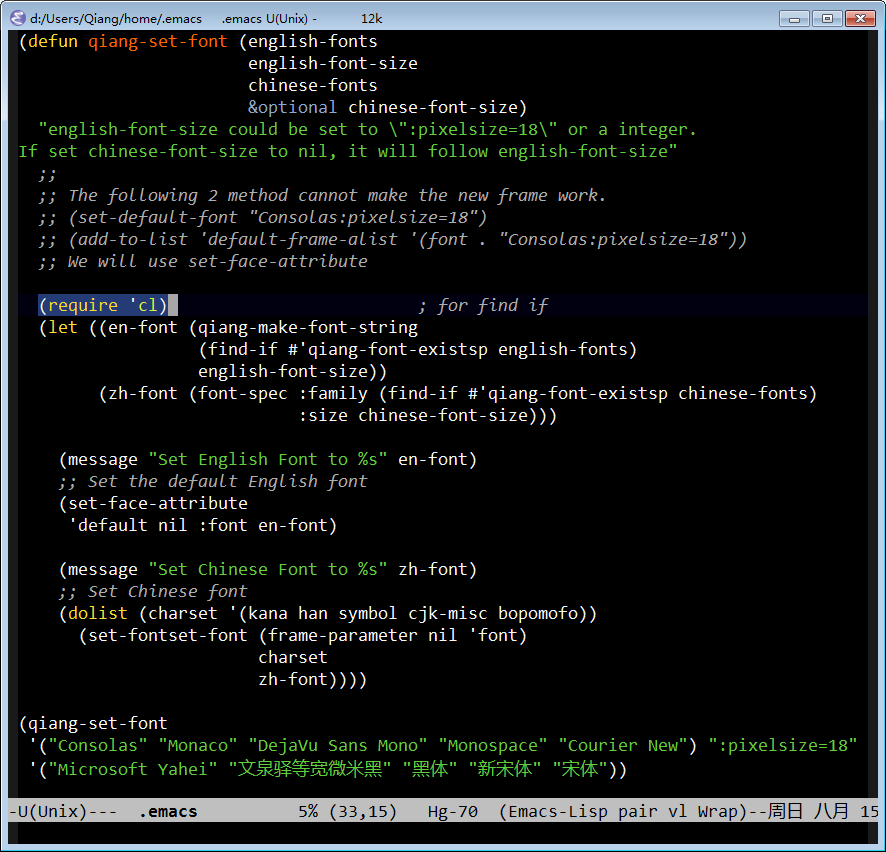 d:/Users/Qiang/home/.emacs .emacs U(Unix) - 12k
(defun qiang-set-font (english-fonts
english-font-size
chinese-fonts
&optional chinese-font-size)
"english-font-size could be set to \":pixelsize=18\" or a integer.
If set chinese-font-size to nil, it will follow english-font-size"
;;
;; The following 2 method cannot make the new frame work.
;; (set-default-font "Consolas:pixelsize=18")
;; (add-to-list 'default-frame-alist '(font . "Consolas:pixelsize=18"))
;; We will use set-face-attribute
(require 'cl) ; for find if
(let ((en-font (qiang-make-font-string
(find-if #'qiang-font-existsp english-fonts)
english-font-size))
(zh-font (font-spec :family (find-if #'qiang-font-existsp chinese-fonts)
:size chinese-font-size)))
(message "Set English Font to %s" en-font)
;; Set the default English font
(set-face-attribute
'default nil :font en-font)
(message "Set Chinese Font to %s" zh-font)
;; Set Chinese font
(dolist (charset '(kana han symbol cjk-misc bopomofo))
(set-fontset-font (frame-parameter nil 'font)
charset
zh-font))))
(qiang-set-font
'("Consolas" "Monaco" "DejaVu Sans Mono" "Monospace" "Courier New") ":pixelsize=18"
'("Microsoft Yahei" "文泉驿等宽微米黑" "黑体" "新宋体" "宋体"))
-U(Unix)--- .emacs 5% (33,15) Hg-70 (Emacs-Lisp pair vl Wrap)--周日 八月 15